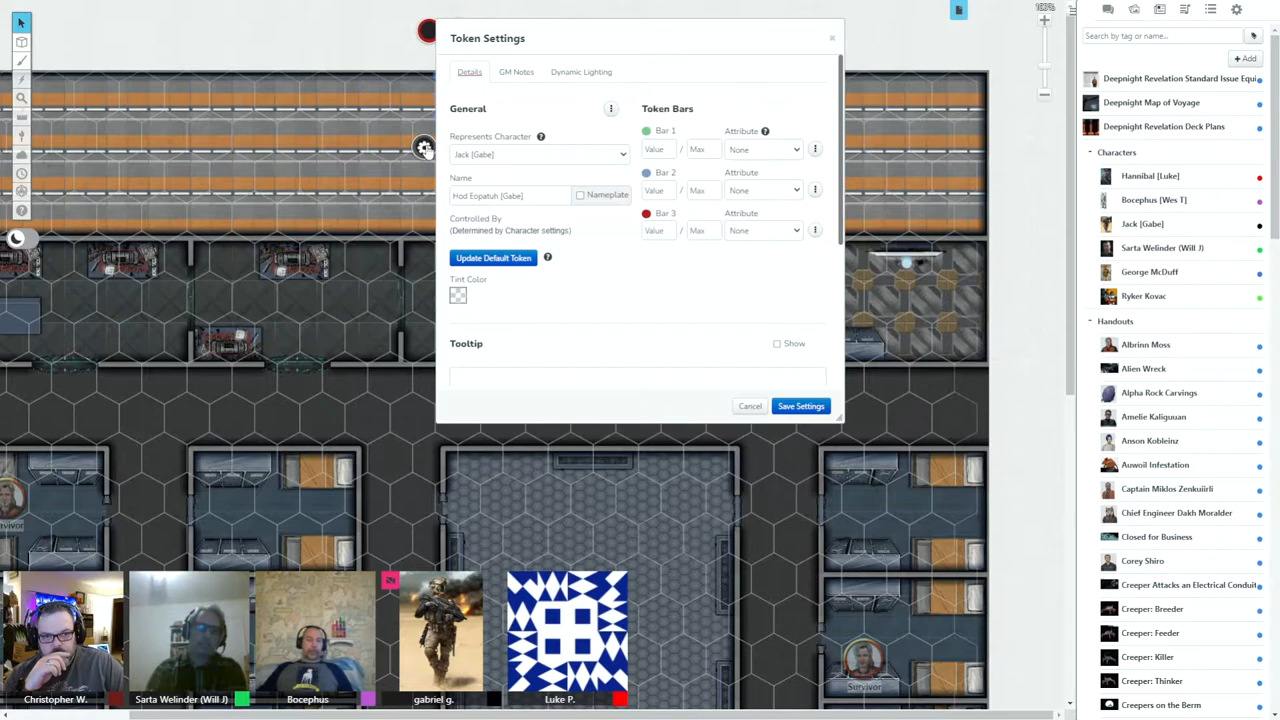 100%
Token Settings
Details GM Notes Dynamic Lighting
General
Represents Character
Jack [Gabe]
Name
Hod Eopatuh [Gabe] Nameplate
Controlled By
(Determined by Character settings)
Update Default Token
Tint Color
Token Bars
Bar 1 Attribute
Value / Max None
Bar 2 Attribute
Value / Max None
Bar 3 Attribute
Value / Max None
Tooltip Show
Cancel Save Settings
Search by tag or name...
+ Add
Deepnight Revelation Standard Issue Equi
Deepnight Map of Voyage
Deepnight Revelation Deck Plans
Characters
Hannibal [Luke]
Bocephus [Wes T]
Jack [Gabe]
Sarta Welinder (Will J)
George McDuff
Ryker Kovac
Handouts
Albrinn Moss
Alien Wreck
Alpha Rock Carvings
Amelie Kaliguuan
Anson Kobleinz
Auwoil Infestation
Captain Miklos Zenkuiirli
Chief Engineer Dakh Moralder
Closed for Business
Corey Shiro
Creeper Attacks an Electrical Conduit
Creeper: Breeder
Creeper: Feeder
Creeper: Killer
Creeper: Thinker
Creepers on the Berm
vivor
Survivor
Christopher W.
Sarta Welinder (Will J)
Bocephus
gabriel g.
Luke P.